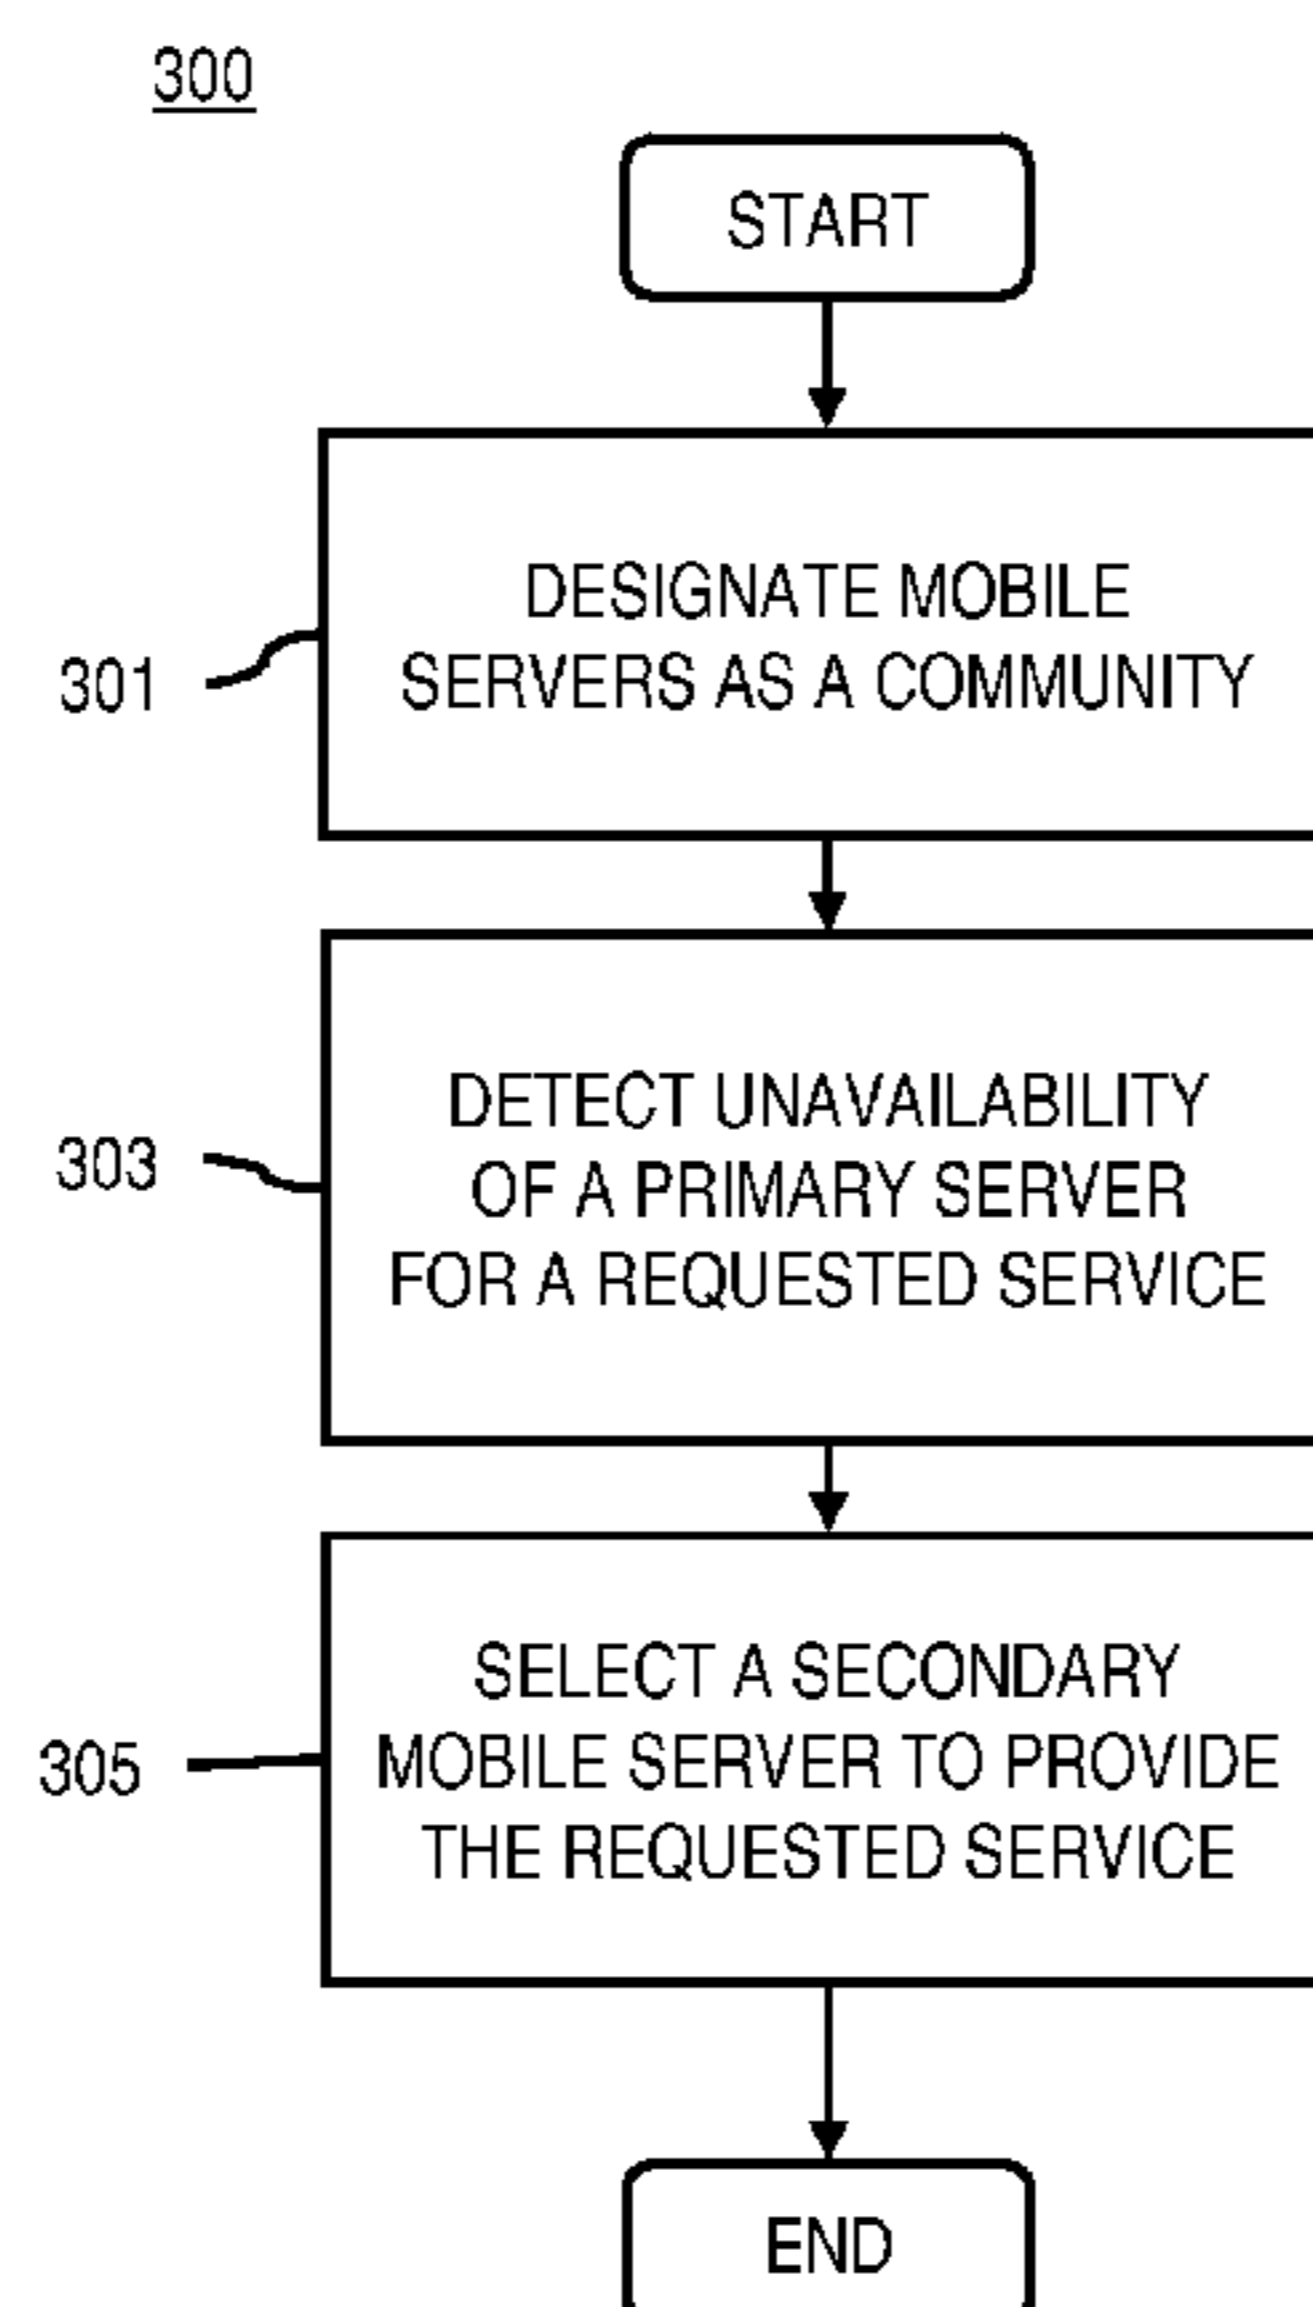 300
START
DESIGNATE MOBILE
SERVERS AS A COMMUNITY
301
DETECT UNAVAILABILITY
OF A PRIMARY SERVER
FOR A REQUESTED SERVICE
303
SELECT A SECONDARY
MOBILE SERVER TO PROVIDE
THE REQUESTED SERVICE
305
END